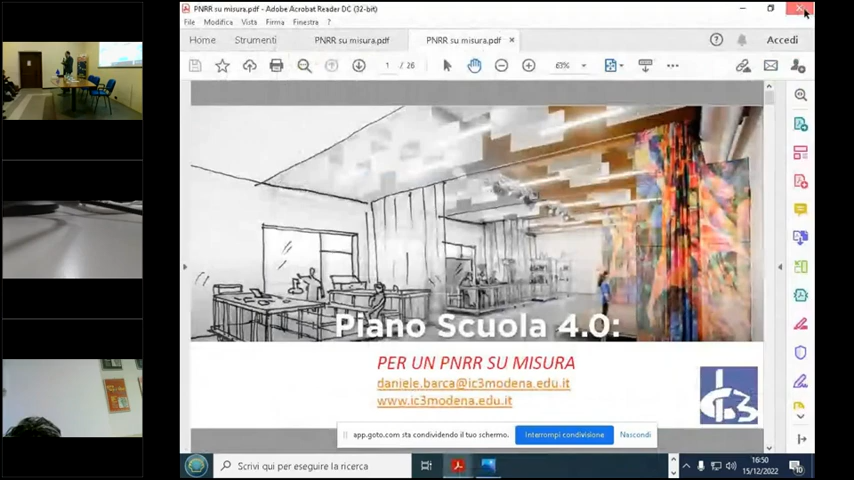 PNRR su misura.pdf - Adobe Acrobat Reader DC (32-bit)
File Modifica Vista Firma Finestra ?
Home Strumenti PNRR su misura.pdf PNRR su misura.pdf × Accedi
1 / 26 63%
Piano Scuola 4.0:
PER UN PNRR SU MISURA
daniele.barca@ic3modena.edu.it
www.ic3modena.edu.it
app.goto.com sta condividendo il tuo schermo. Interrompi condivisione Nascondi
Scrivi qui per eseguire la ricerca
16:50
15/12/2022